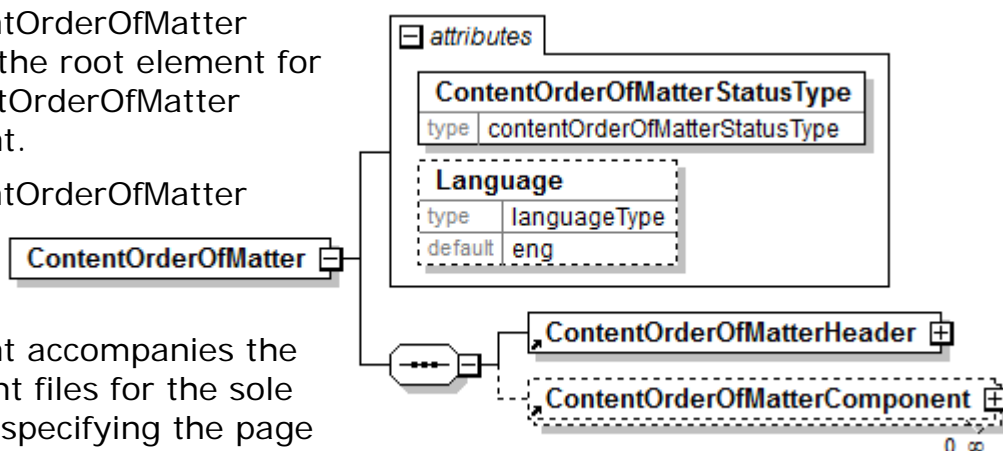 ntOrderOfMatter
the root element for
ntOrderOfMatter
nt.
ntOrderOfMatter
nt accompanies the
nt files for the sole
specifying the page
attributes
ContentOrderOfMatterStatusType
type contentOrderOfMatterStatusType
Language
type languageType
default eng
ContentOrderOfMatter
ContentOrderOfMatterHeader
ContentOrderOfMatterComponent
0 ∞